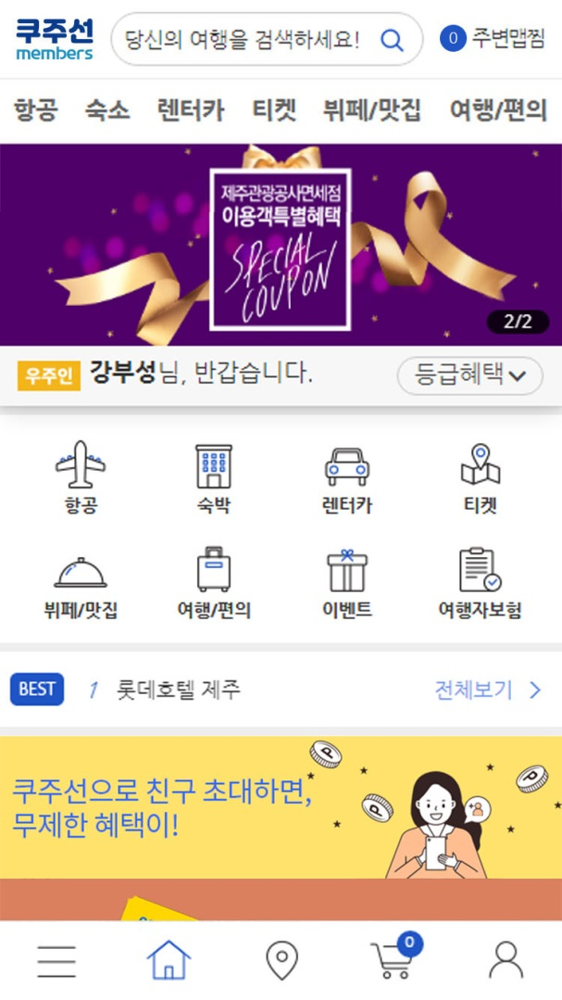 쿠주선
members
당신의 여행을 검색하세요!
0 주변맵찜
항공 숙소 렌터카 티켓 뷔페/맛집 여행/편의
제주관광공사면세점
이용객특별혜택
SPECIAL
COUPON
2/2
우주인 강부성님, 반갑습니다.
등급혜택
항공 숙박 렌터카 티켓
뷔페/맛집 여행/편의 이벤트 여행자보험
BEST 1 롯데호텔 제주 전체보기
쿠주선으로 친구 초대하면,
무제한 혜택이!
P
P
P
0